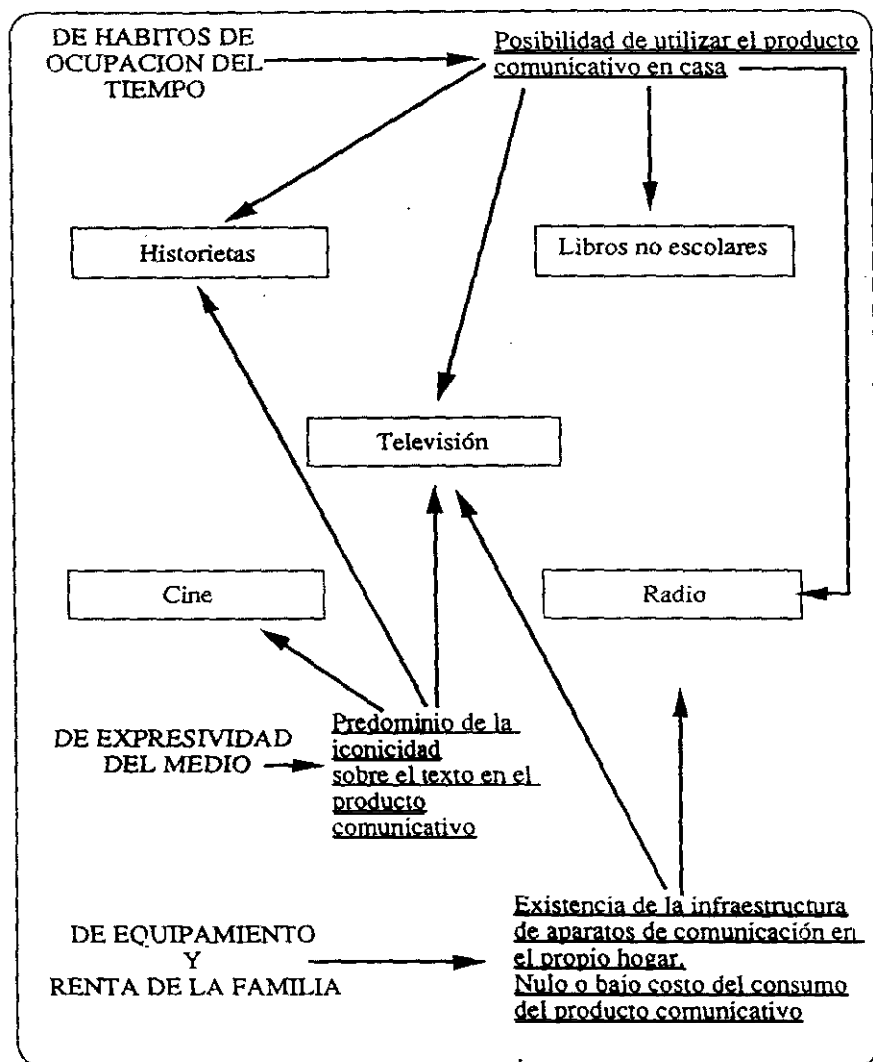 DE HABITOS DE
OCUPACION DEL
TIEMPO
Posibilidad de utilizar el producto
comunicativo en casa
Historietas
Libros no escolares
Televisión
Cine
Radio
DE EXPRESIVIDAD
DEL MEDIO
Predominio de la
iconicidad
sobre el texto en el
producto
comunicativo
DE EQUIPAMIENTO
Y
RENTA DE LA FAMILIA
Existencia de la infraestructura
de aparatos de comunicación en
el propio hogar.
Nulo o bajo costo del consumo
del producto comunicativo